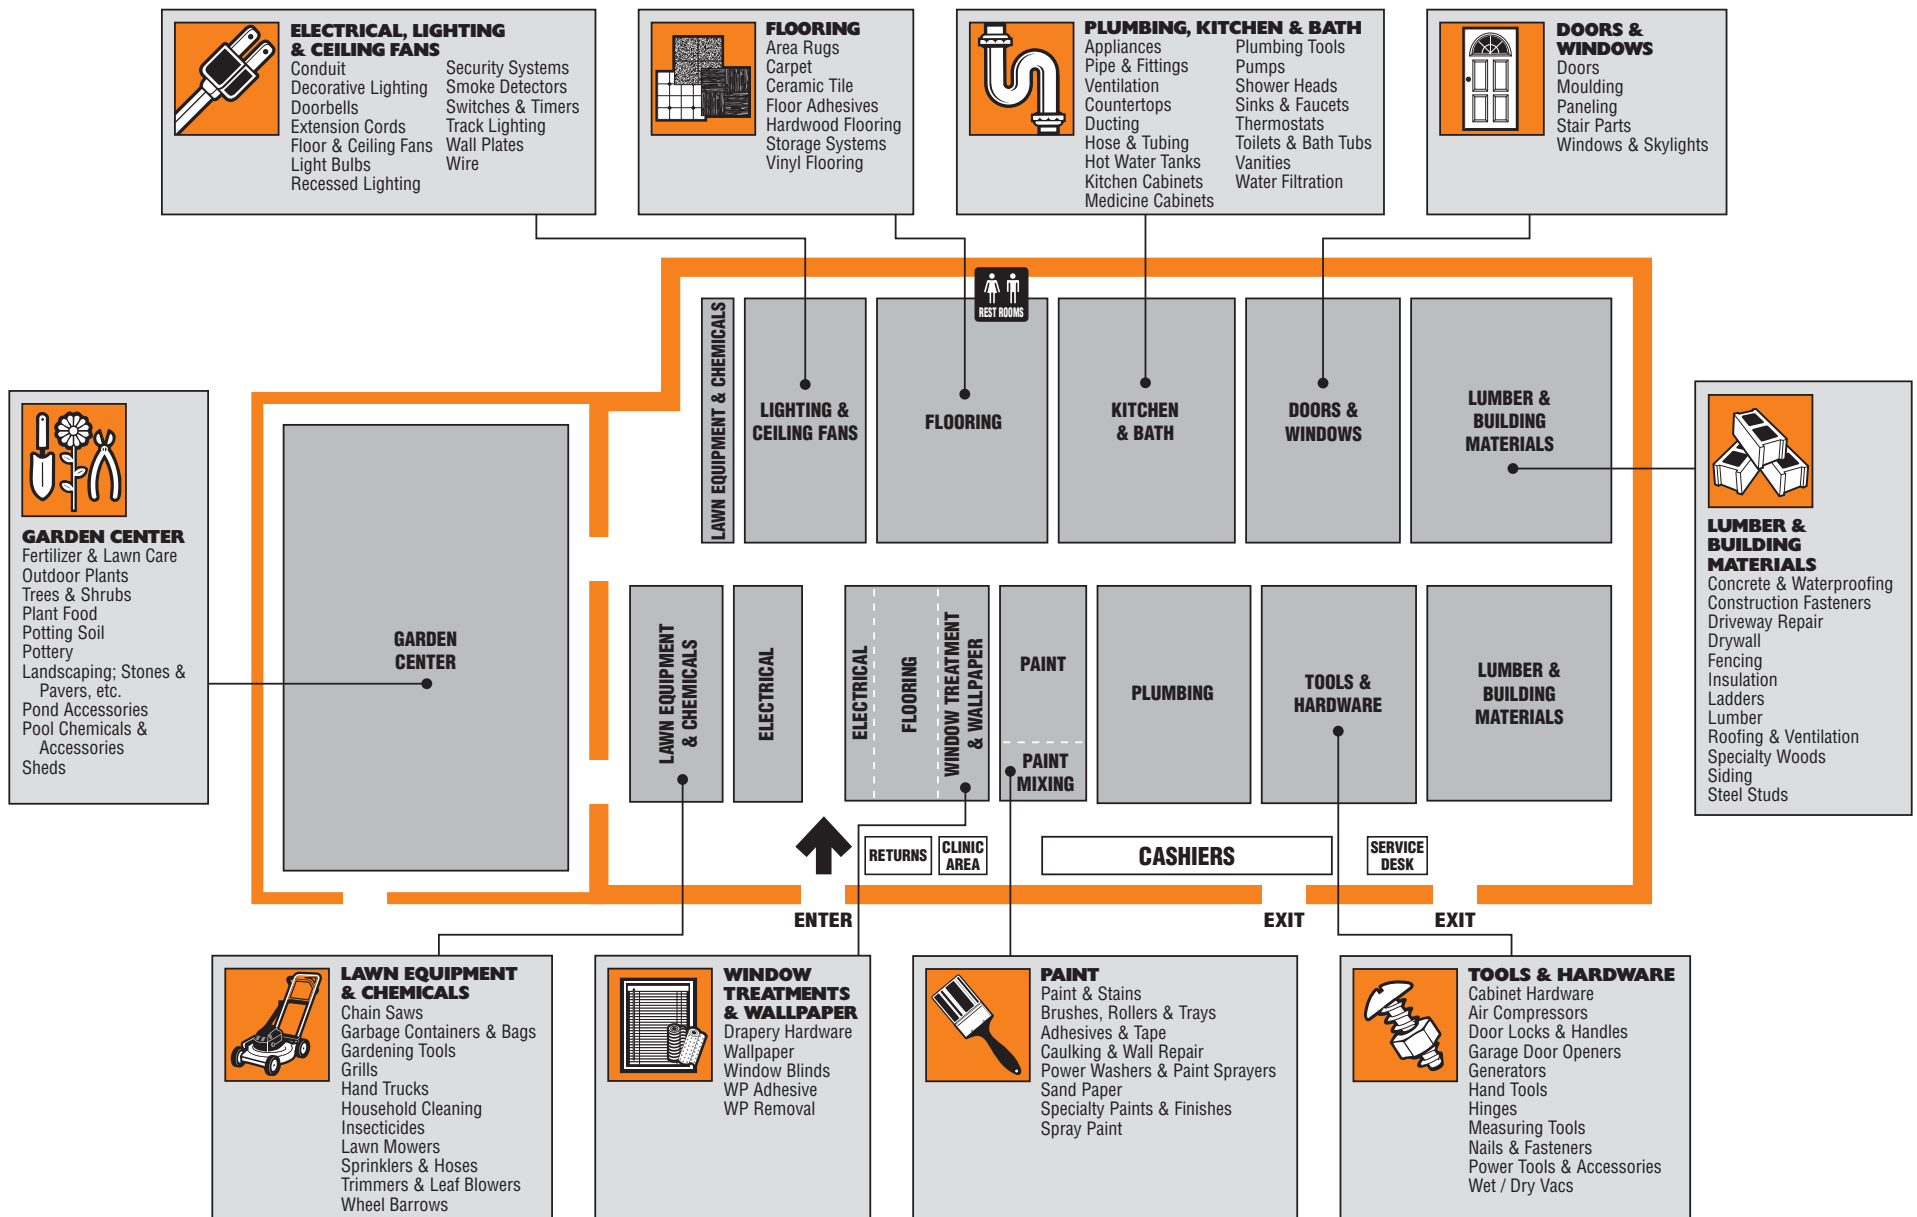 ELECTRICAL, LIGHTING
& CEILING FANS
Conduit
Decorative Lighting
Doorbells
Extension Cords
Floor & Ceiling Fans
Light Bulbs
Recessed Lighting
Security Systems
Smoke Detectors
Switches & Timers
Track Lighting
Wall Plates
Wire
FLOORING
Area Rugs
Carpet
Ceramic Tile
Floor Adhesives
Hardwood Flooring
Storage Systems
Vinyl Flooring
PLUMBING, KITCHEN & BATH
Appliances
Pipe & Fittings
Ventilation
Countertops
Ducting
Hose & Tubing
Hot Water Tanks
Kitchen Cabinets
Medicine Cabinets
Plumbing Tools
Pumps
Shower Heads
Sinks & Faucets
Thermostats
Toilets & Bath Tubs
Vanities
Water Filtration
DOORS &
WINDOWS
Doors
Moulding
Paneling
Stair Parts
Windows & Skylights
REST ROOMS
LAWN EQUIPMENT & CHEMICALS
LIGHTING &
CEILING FANS
FLOORING
KITCHEN
& BATH
DOORS &
WINDOWS
LUMBER &
BUILDING
MATERIALS
GARDEN CENTER
Fertilizer & Lawn Care
Outdoor Plants
Trees & Shrubs
Plant Food
Potting Soil
Pottery
Landscaping; Stones &
Pavers, etc.
Pond Accessories
Pool Chemicals &
Accessories
Sheds
GARDEN
CENTER
LAWN EQUIPMENT
& CHEMICALS
ELECTRICAL
ELECTRICAL
FLOORING
WINDOW TREATMENT
& WALLPAPER
PAINT
PAINT
MIXING
PLUMBING
TOOLS &
HARDWARE
LUMBER &
BUILDING
MATERIALS
LUMBER &
BUILDING
MATERIALS
Concrete & Waterproofing
Construction Fasteners
Driveway Repair
Drywall
Fencing
Insulation
Ladders
Lumber
Roofing & Ventilation
Specialty Woods
Siding
Steel Studs
RETURNS
CLINIC
AREA
CASHIERS
SERVICE
DESK
ENTER
EXIT
EXIT
LAWN EQUIPMENT
& CHEMICALS
Chain Saws
Garbage Containers & Bags
Gardening Tools
Grills
Hand Trucks
Household Cleaning
Insecticides
Lawn Mowers
Sprinklers & Hoses
Trimmers & Leaf Blowers
Wheel Barrows
WINDOW
TREATMENTS
& WALLPAPER
Drapery Hardware
Wallpaper
Window Blinds
WP Adhesive
WP Removal
PAINT
Paint & Stains
Brushes, Rollers & Trays
Adhesives & Tape
Caulking & Wall Repair
Power Washers & Paint Sprayers
Sand Paper
Specialty Paints & Finishes
Spray Paint
TOOLS & HARDWARE
Cabinet Hardware
Air Compressors
Door Locks & Handles
Garage Door Openers
Generators
Hand Tools
Hinges
Measuring Tools
Nails & Fasteners
Power Tools & Accessories
Wet / Dry Vacs